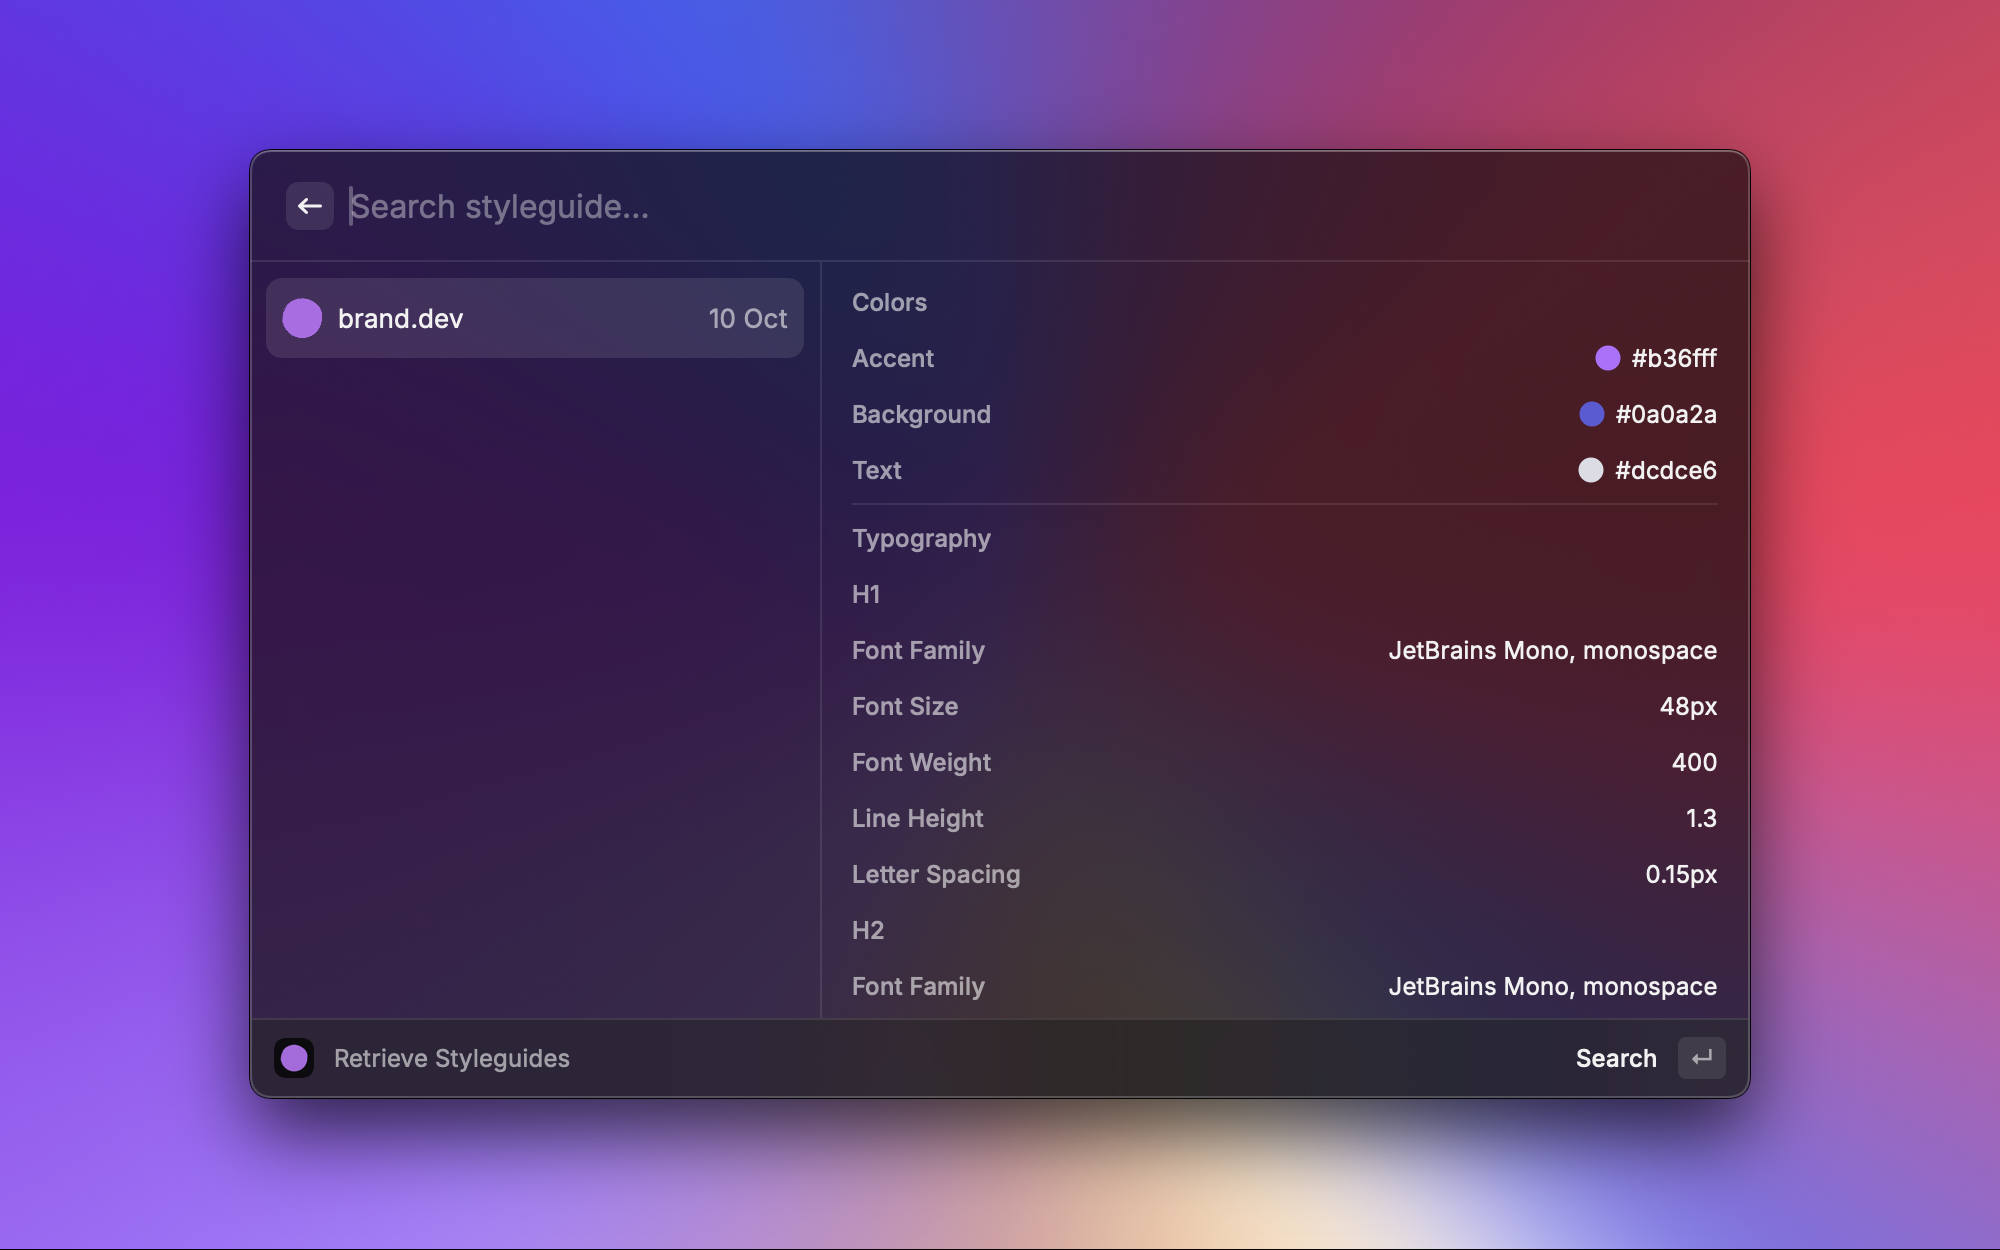 Search styleguide...
brand.dev 10 Oct
Colors
Accent #b36fff
Background #0a0a2a
Text #dcdce6
Typography
H1
Font Family JetBrains Mono, monospace
Font Size 48px
Font Weight 400
Line Height 1.3
Letter Spacing 0.15px
H2
Font Family JetBrains Mono, monospace
Retrieve Styleguides Search